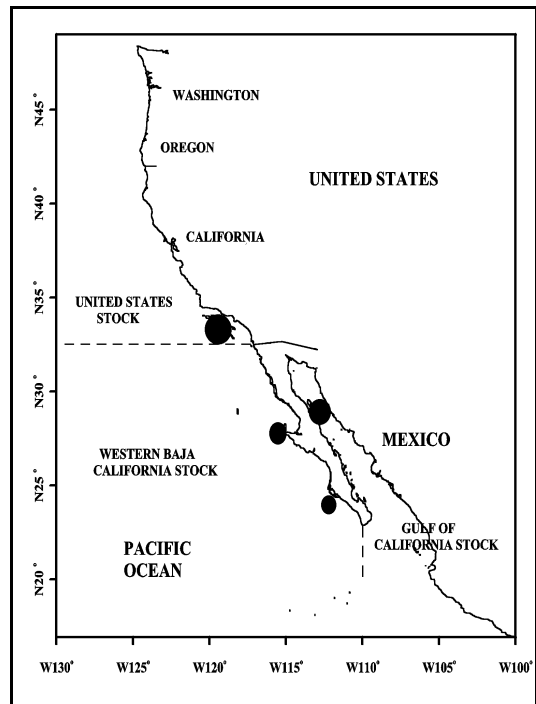 WASHINGTON
OREGON
UNITED STATES
CALIFORNIA
UNITED STATES
STOCK
WESTERN BAJA
CALIFORNIA STOCK
MEXICO
GULF OF
CALIFORNIA STOCK
PACIFIC
OCEAN
N45°
N40°
N35°
N30°
N25°
N20°
W130°
W125°
W120°
W115°
W110°
W105°
W100°